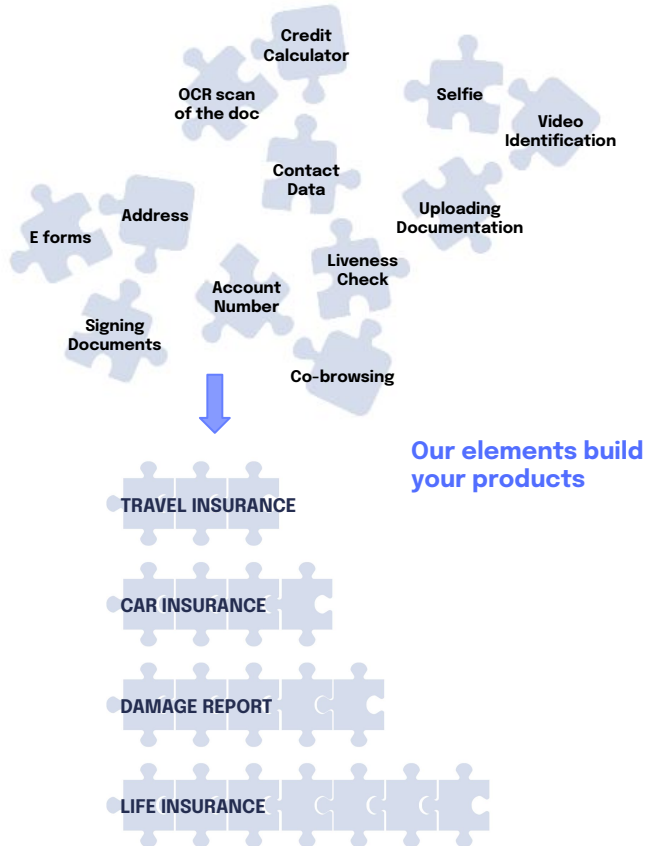 Credit
Calculator
OCR scan
of the doc
Selfie
Video
Identification
Contact
Data
Address
Uploading
Documentation
E forms
Liveness
Check
Account
Number
Signing
Documents
Co-browsing
Our elements build
your products
TRAVEL INSURANCE
CAR INSURANCE
DAMAGE REPORT
LIFE INSURANCE